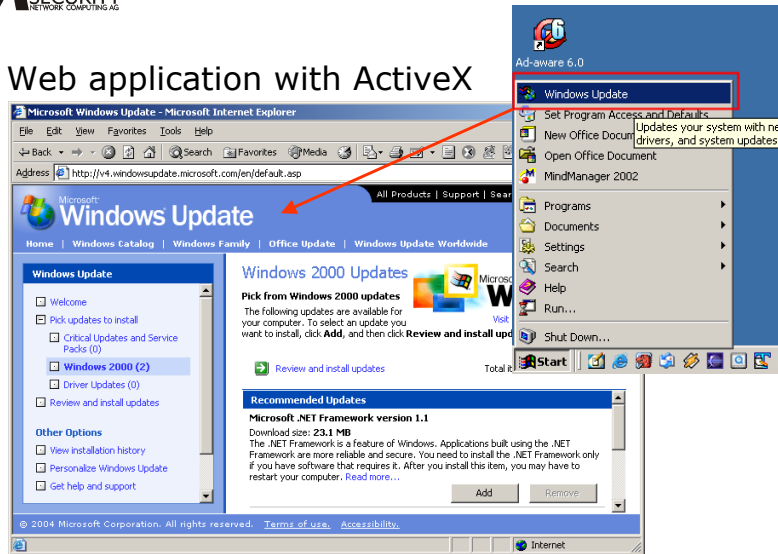 SECURITY
NETWORK COMPUTING AG
Web application with ActiveX
Ad-aware 6.0
Windows Update
Set Program Access and Defaults
Updates your system with
drivers, and system updates
New Office
Open Office Document
MindManager 2002
Programs
Documents
Settings
Search
Help
Run...
Shut Down...
Start
Microsoft Windows Update - Microsoft Internet Explorer
File Edit View Favorites Tools Help
Back Search Favorites Media
Address http://v4.windowsupdate.microsoft.com/en/default.asp
All Products | Support |
Microsoft
Windows Update
Home | Windows Catalog | Windows Family | Office Update | Windows Update Worldwide
Windows Update
Welcome
Pick updates to install
Critical Updates and Service
Packs (0)
Windows 2000 (2)
Driver Updates (0)
Review and install updates
Other Options
View installation history
Personalize Windows Update
Get help and support
Windows 2000 Updates
Pick from Windows 2000 updates
The following updates are available for
your computer. To select an update you
want to install, click Add, and then click Review and install
Visit
Review and install updates
Total
Recommended Updates
Microsoft .NET Framework version 1.1
Download size: 23.1 MB
The .NET Framework is a feature of Windows. Applications built using the .NET
Framework are more reliable and secure. You need to install the .NET Framework only
if you have software that requires it. After you install this item, you may have to
restart your computer. Read more...
Add Remove
© 2004 Microsoft Corporation. All rights reserved. Terms of use. Accessibility.
Internet